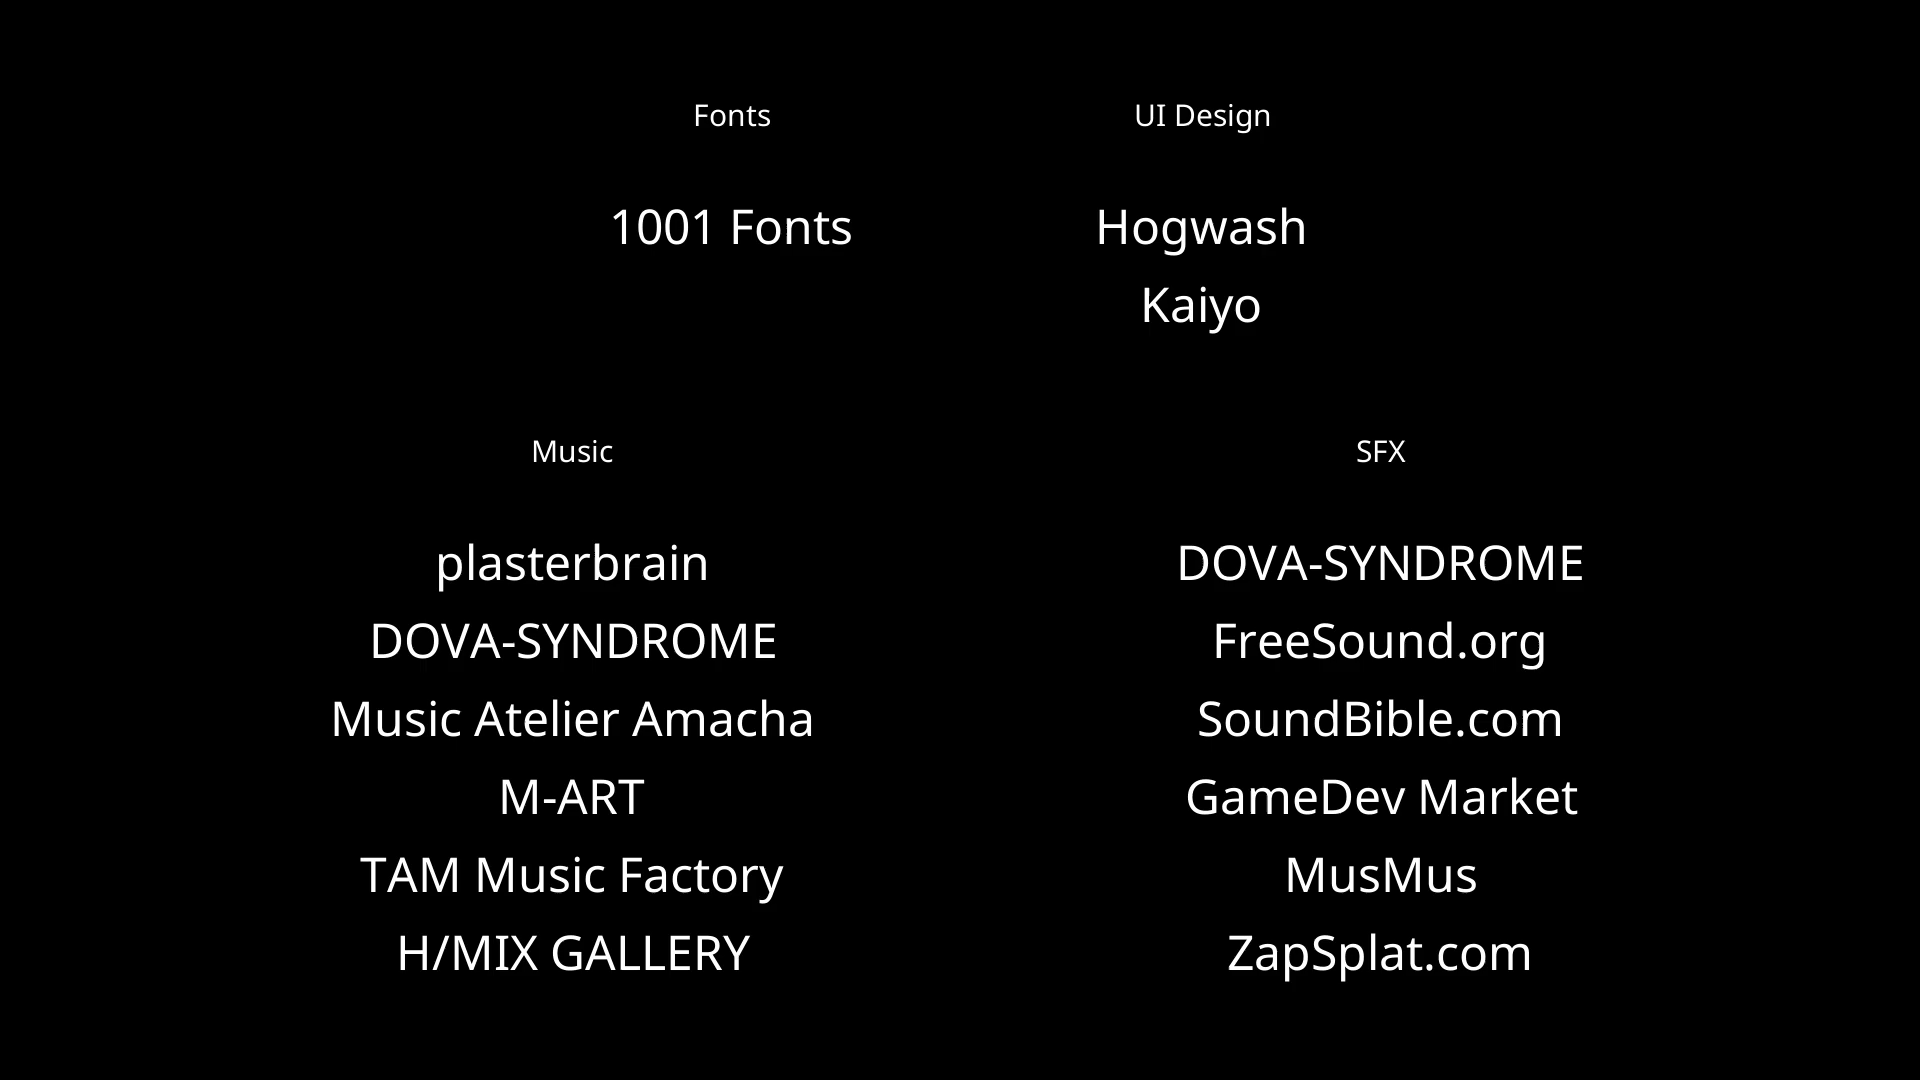 Fonts
1001 Fonts
UI Design
Hogwash
Kaiyo
Music
plasterbrain
DOVA-SYNDROME
Music Atelier Amacha
M-ART
TAM Music Factory
H/MIX GALLERY
SFX
DOVA-SYNDROME
FreeSound.org
SoundBible.com
GameDev Market
MusMus
ZapSplat.com